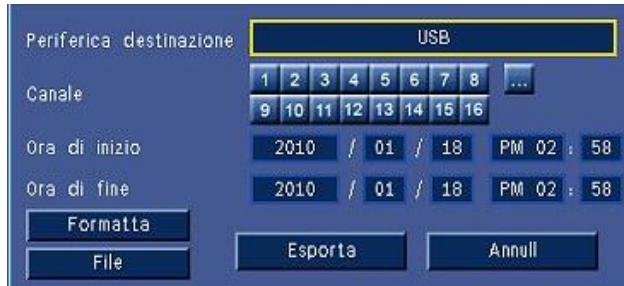 Periferica destinazione USB
Canale 1 2 3 4 5 6 7 8 ...
9 10 11 12 13 14 15 16
Ora di inizio 2010 / 01 / 18 PM 02 : 58
Ora di fine 2010 / 01 / 18 PM 02 : 58
Formatta
Esporta Annull
File